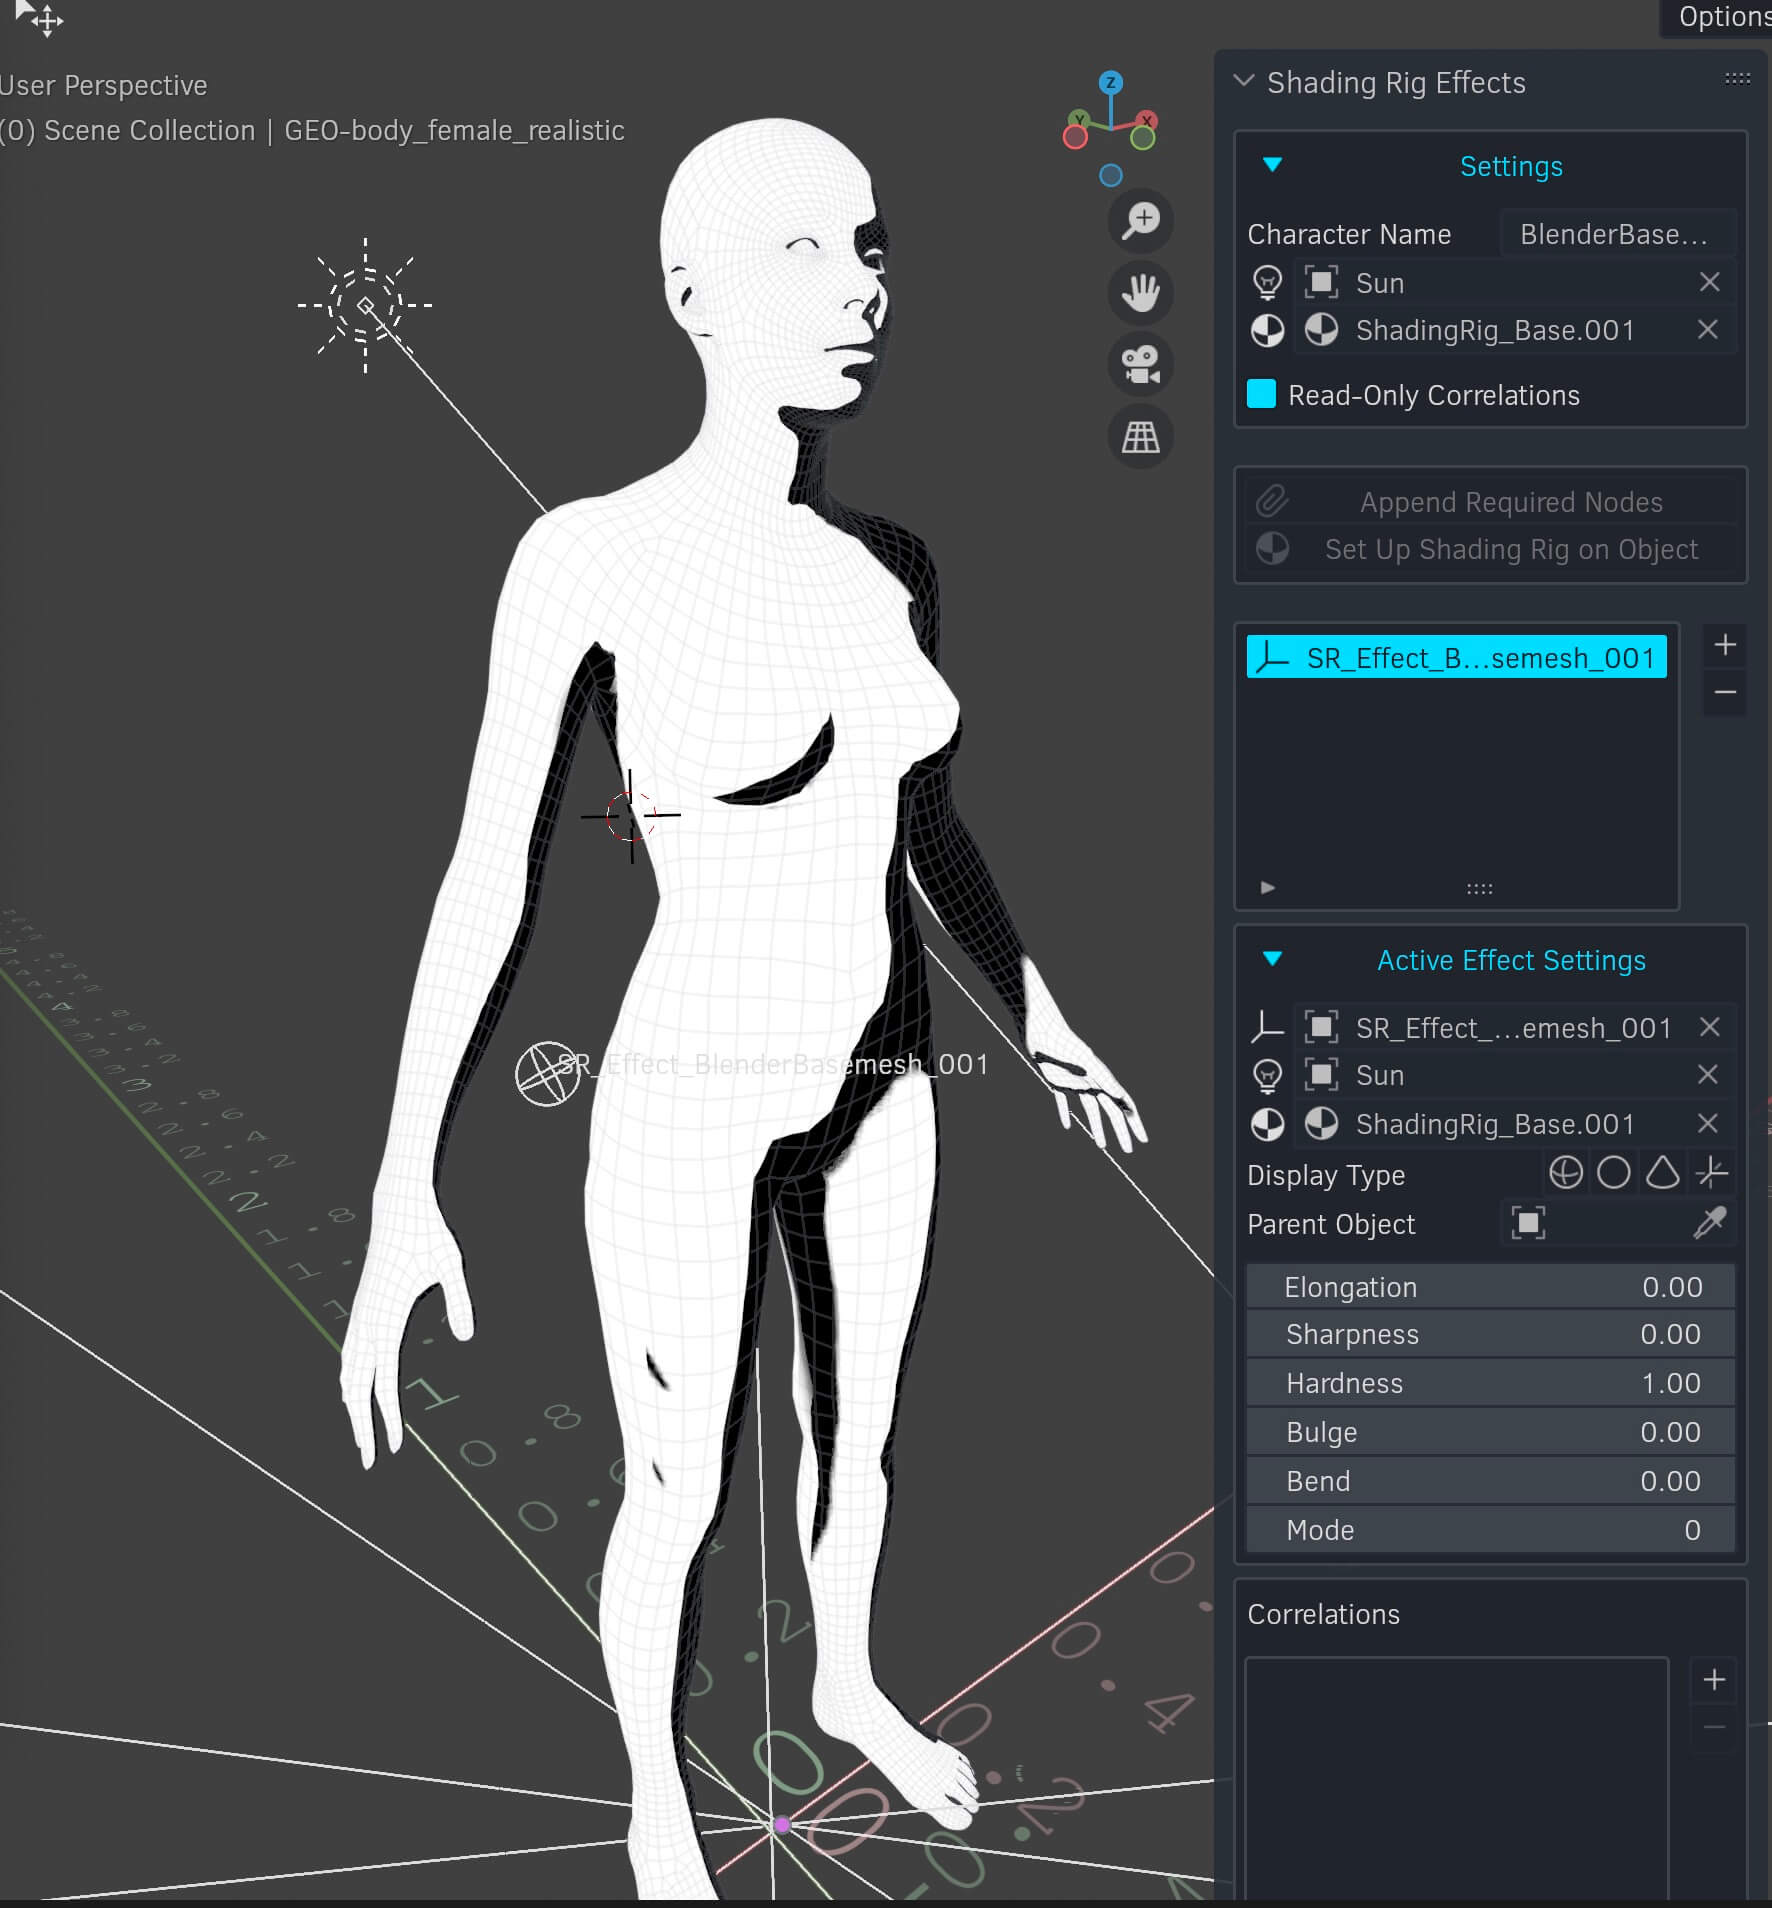 Options
User Perspective
(0) Scene Collection | GEO-body_female_realistic
Z
Y
X
Shading Rig Effects
Settings
Character Name
BlenderBase...
Sun
ShadingRig_Base.001
Read-Only Correlations
Append Required Nodes
Set Up Shading Rig on Object
SR_Effect_B...semesh_001
Active Effect Settings
SR_Effect_...emesh_001
Sun
ShadingRig_Base.001
Display Type
Parent Object
Elongation 0.00
Sharpness 0.00
Hardness 1.00
Bulge 0.00
Bend 0.00
Mode 0
Correlations
SR_Effect_BlenderBasemesh_001